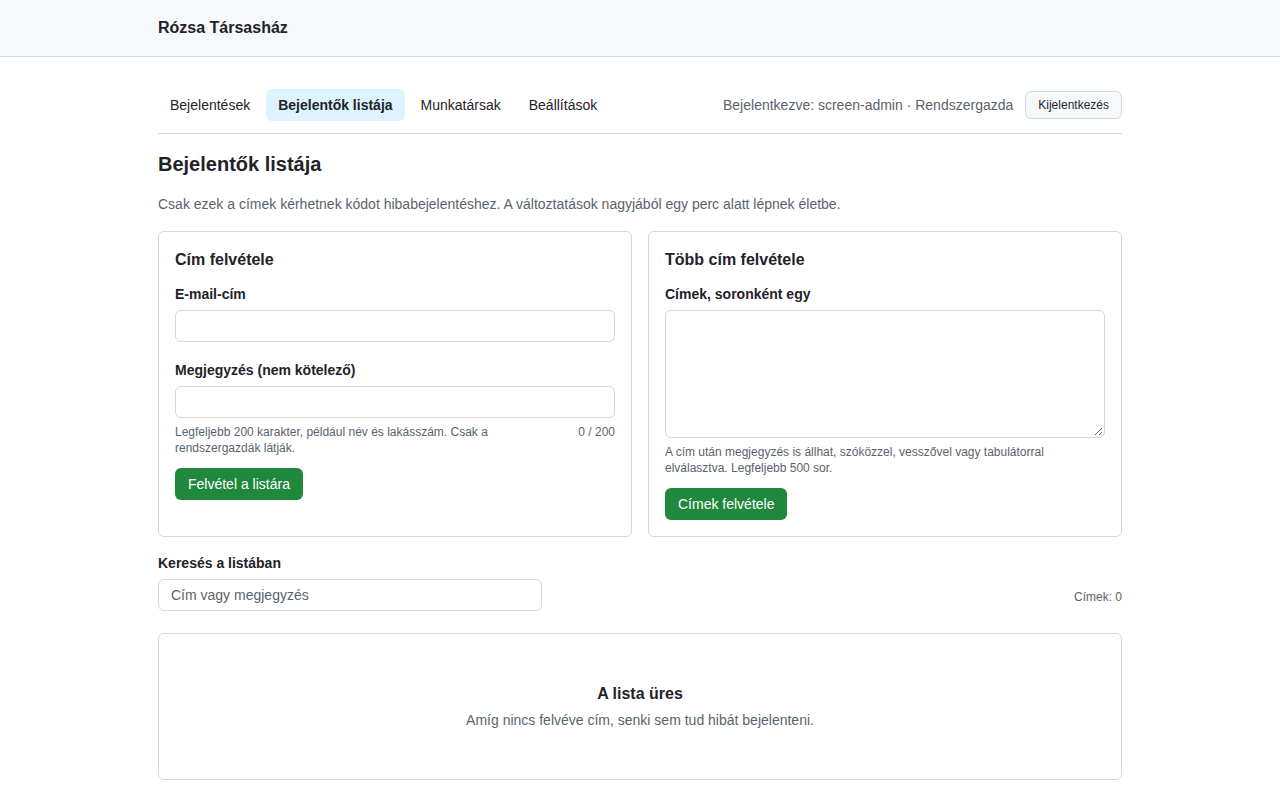 Rózsa Társasház
Bejelentések
Bejelentők listája
Munkatársak
Beállítások
Bejelentkezve: screen-admin · Rendszergazda
Kijelentkezés
Bejelentők listája
Csak ezek a címek kérhetnek kódot hibabejelentéshez. A változtatások nagyjából egy perc alatt lépnek életbe.
Cím felvétele
E-mail-cím
Megjegyzés (nem kötelező)
Legfeljebb 200 karakter, például név és lakásszám. Csak a
rendszergazdák látják.
0 / 200
Felvétel a listára
Több cím felvétele
Címek, soronként egy
A cím után megjegyzés is állhat, szóközzel, vesszővel vagy tabulátorral
elválasztva. Legfeljebb 500 sor.
Címek felvétele
Keresés a listában
Cím vagy megjegyzés
Címek: 0
A lista üres
Amíg nincs felvéve cím, senki sem tud hibát bejelenteni.